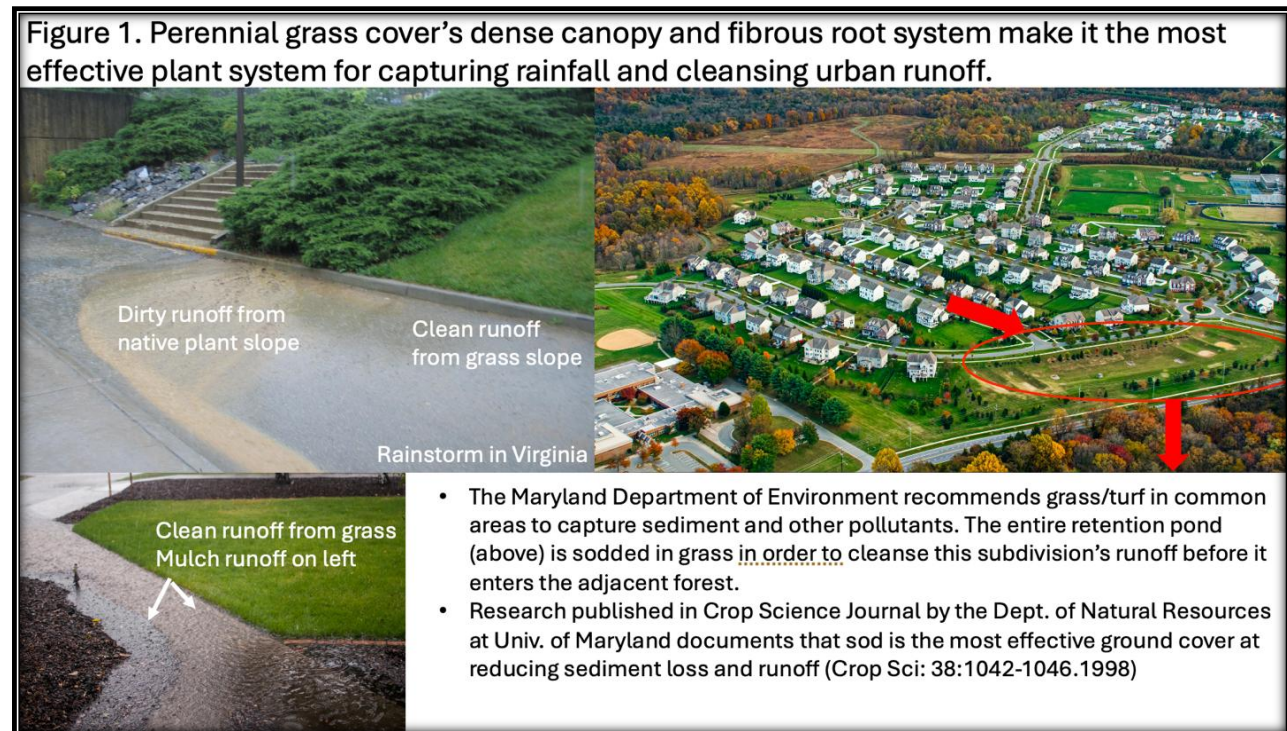 Figure 1. Perennial grass cover's dense canopy and fibrous root system make it the most
effective plant system for capturing rainfall and cleansing urban runoff.
Dirty runoff from
native plant slope
Clean runoff
from grass slope
Rainstorm in Virginia
Clean runoff from grass
Mulch runoff on left
• The Maryland Department of Environment recommends grass/turf in common
areas to capture sediment and other pollutants. The entire retention pond
(above) is sodded in grass in order to cleanse this subdivision's runoff before it
enters the adjacent forest.
• Research published in Crop Science Journal by the Dept. of Natural Resources
at Univ. of Maryland documents that sod is the most effective ground cover at
reducing sediment loss and runoff (Crop Sci: 38:1042-1046.1998)